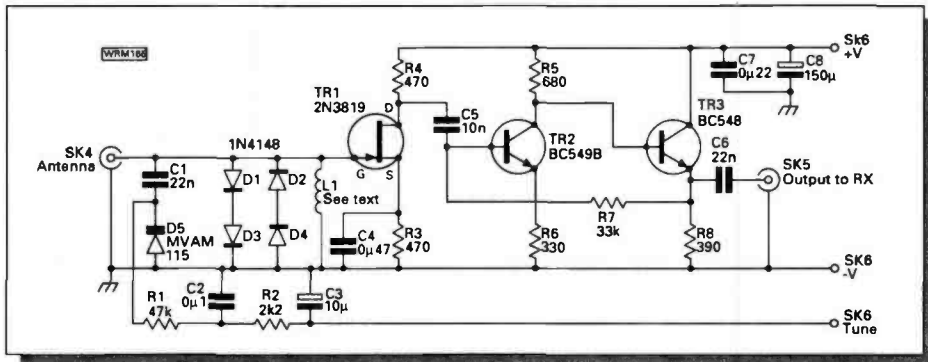 WRM166
SK4
Antenna
C1
22n
D5
MVAM
115
R1
47k
1N4148
D1
D2
D3
D4
C2
0µ1
R2
2k2
L1
See text
C3
10µ
TR1
2N3819
D
G
S
R4
470
C4
0µ47
R3
470
C5
10n
R5
680
TR2
BC549B
R6
330
R7
33k
TR3
BC548
R8
390
C6
22n
C7
0µ22
C8
150µ
Sk6
+V
SK5
Output to RX
SK6
-V
SK6
Tune